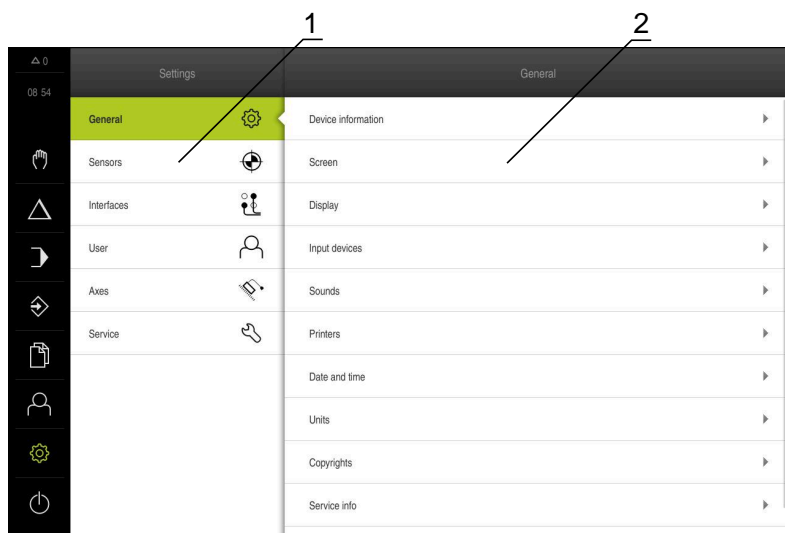 1
2
△ 0
Settings
General
08 54
General
Device information
Sensors
Screen
Interfaces
Display
User
Input devices
Axes
Sounds
Service
Printers
Date and time
Units
Copyrights
Service info